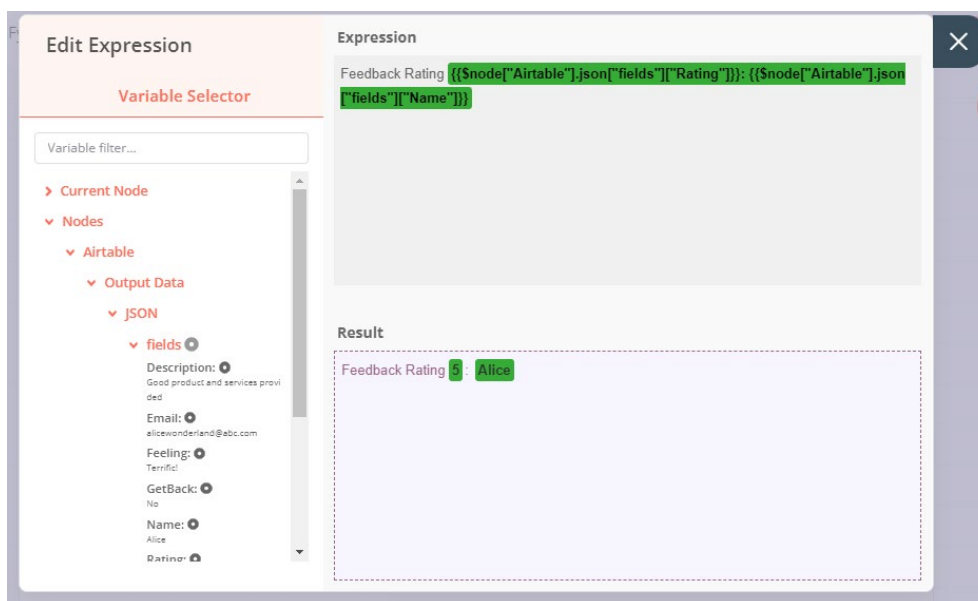 Edit Expression
Variable Selector
Variable filter...
Current Node
Nodes
Airtable
Output Data
JSON
fields
Description:
Good product and services provi
ded
Email:
alicewonderland@abc.com
Feeling:
Terrific!
GetBack:
No
Name:
Alice
Rating:
Expression
Feedback Rating {{$node["Airtable"].json["fields"]["Rating"]}}: {{$node["Airtable"].json
["fields"]["Name"]}}
Result
Feedback Rating 5 : Alice